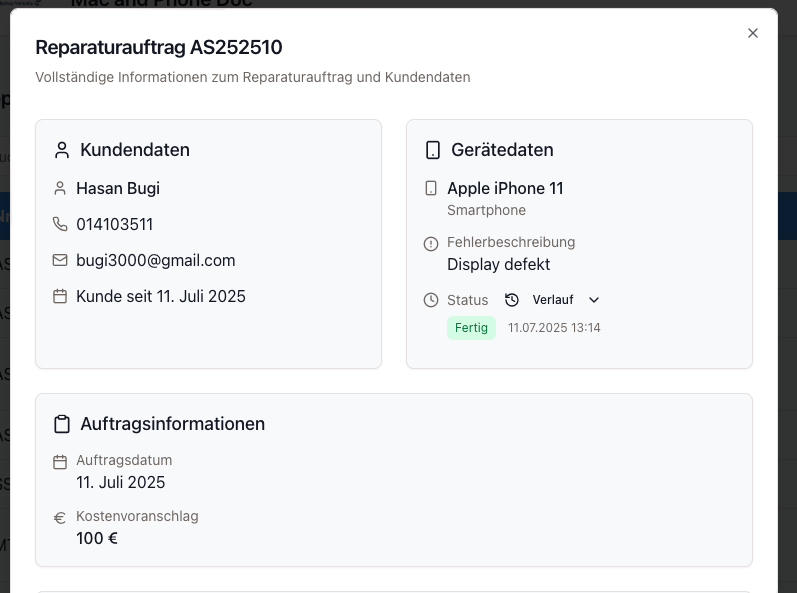 Mac and Phone Doc
Reparaturauftrag AS252510
Vollständige Informationen zum Reparaturauftrag und Kundendaten
Kundendaten
Hasan Bugi
014103511
bugi3000@gmail.com
Kunde seit 11. Juli 2025
Gerätedaten
Apple iPhone 11
Smartphone
Fehlerbeschreibung
Display defekt
Status Verlauf
Fertig 11.07.2025 13:14
Auftragsinformationen
Auftragsdatum
11. Juli 2025
Kostenvoranschlag
100 €